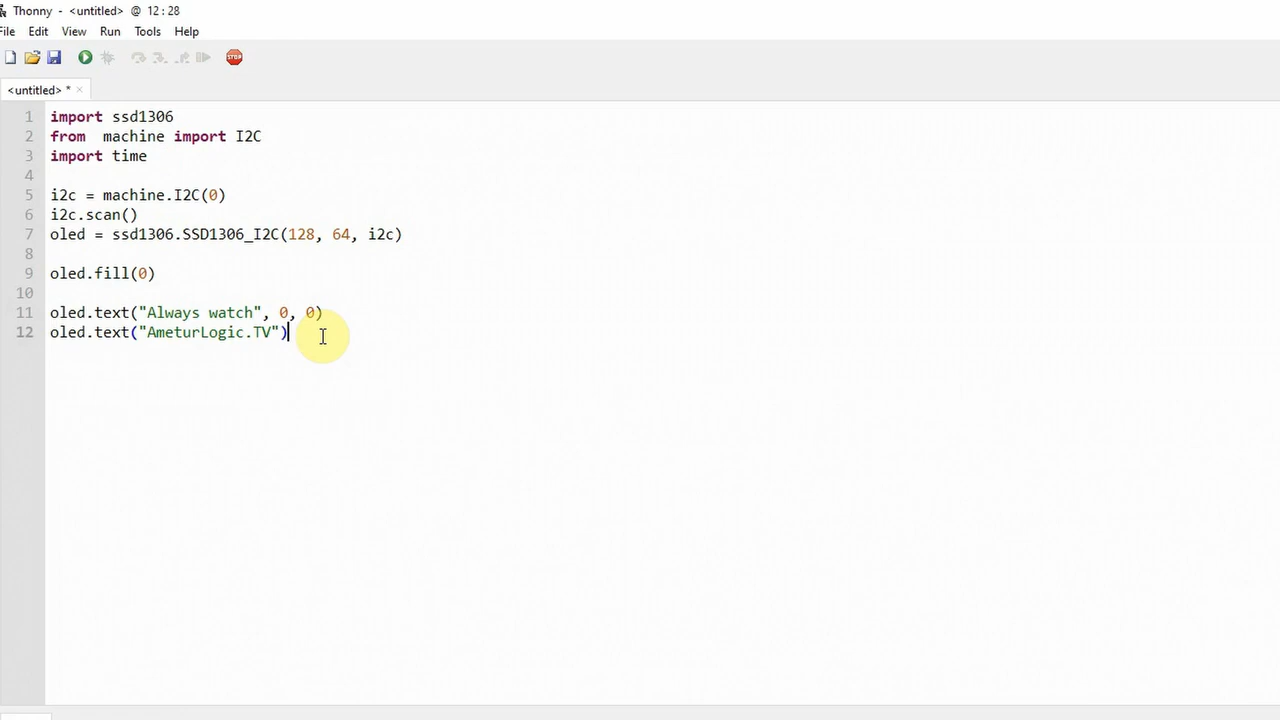 Thonny - <untitled> @ 12:28
File Edit View Run Tools Help
STOP
<untitled> *
1 import ssd1306
2 from  machine import I2C
3 import time
4
5 i2c = machine.I2C(0)
6 i2c.scan()
7 oled = ssd1306.SSD1306_I2C(128, 64, i2c)
8
9 oled.fill(0)
10
11 oled.text("Always watch", 0, 0)
12 oled.text("AmeturLogic.TV")